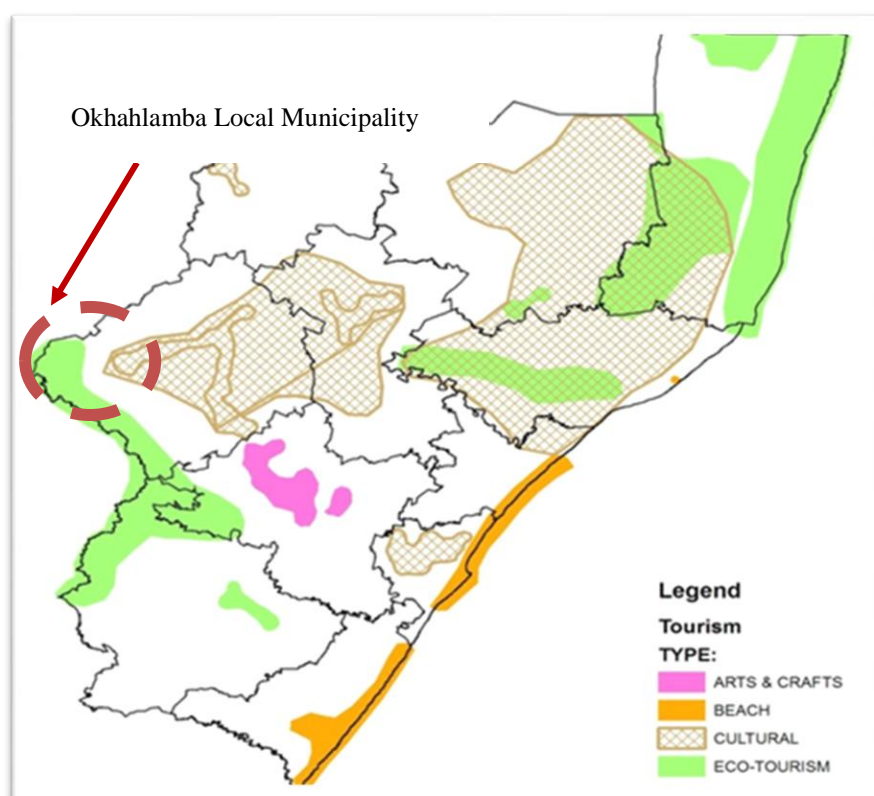 Okhahlamba Local Municipality
Legend
Tourism
TYPE:
ARTS & CRAFTS
BEACH
CULTURAL
ECO-TOURISM